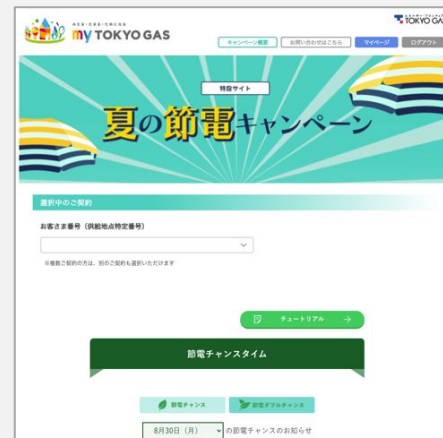 my TOKYO GAS
TOKYO GAS
キャンペーン概要
お問い合わせはこちら
マイページ
ログアウト
特設サイト
夏の節電キャンペーン
選択中のご契約
お客さま番号（供給地点特定番号）
※複数ご契約の方は、別のご契約も選択いただけます
チュートリアル
節電チャンスタイム
節電チャンス
節電ダブルチャンス
8月30日（月） の節電チャンスのお知らせ